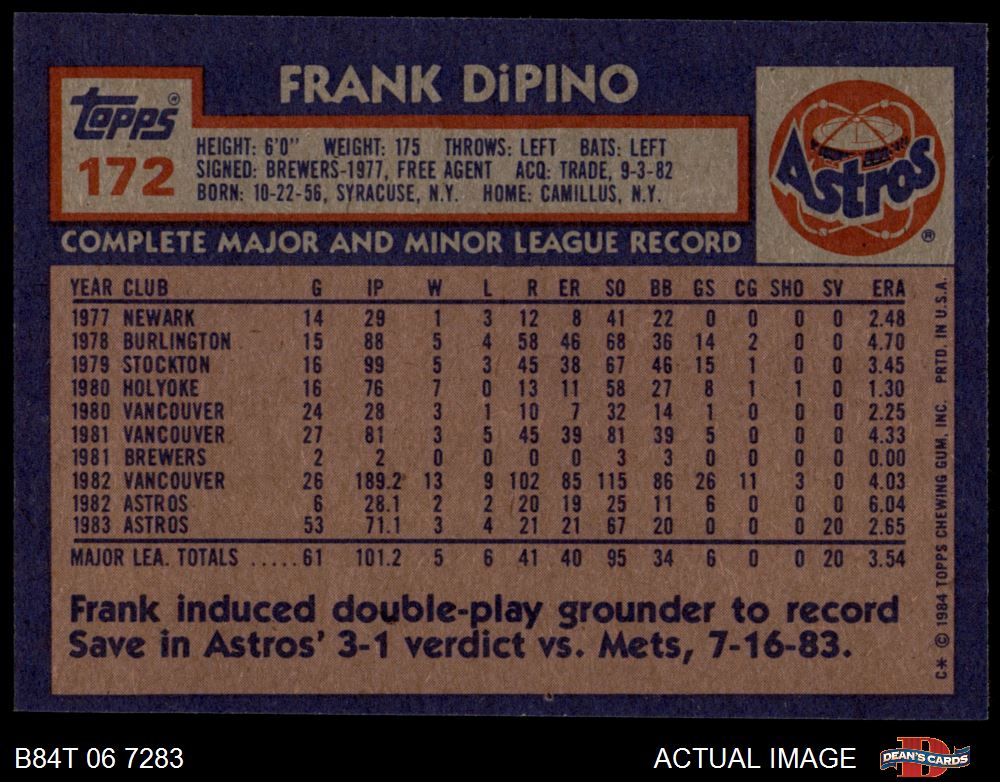 FRANK DiPINO
Topps®
172
HEIGHT: 6'0" WEIGHT: 175 THROWS: LEFT BATS: LEFT
SIGNED: BREWERS-1977, FREE AGENT ACQ: TRADE, 9-3-82
BORN: 10-22-56, SYRACUSE, N.Y. HOME: CAMILLUS, N.Y.
Astros
®
COMPLETE MAJOR AND MINOR LEAGUE RECORD
YEAR CLUB G IP W L R ER SO BB GS CG SHO SV ERA
1977 NEWARK 14 29 1 3 12 8 41 22 0 0 0 0 2.48
1978 BURLINGTON 15 88 5 4 58 46 68 36 14 2 0 0 4.70
1979 STOCKTON 16 99 5 3 45 38 67 46 15 1 0 0 3.45
1980 HOLYOKE 16 76 7 0 13 11 58 27 8 1 1 0 1.30
1980 VANCOUVER 24 28 3 1 10 7 32 14 1 0 0 0 2.25
1981 VANCOUVER 27 81 3 5 45 39 81 39 5 0 0 0 4.33
1981 BREWERS 2 2 0 0 0 0 3 3 0 0 0 0 0.00
1982 VANCOUVER 26 189.2 13 9 102 85 115 86 26 11 3 0 4.03
1982 ASTROS 6 28.1 2 2 20 19 25 11 6 0 0 0 6.04
1983 ASTROS 53 71.1 3 4 21 21 67 20 0 0 0 20 2.65
MAJOR LEA. TOTALS .....61 101.2 5 6 41 40 95 34 6 0 0 20 3.54
Frank induced double-play grounder to record
Save in Astros' 3-1 verdict vs. Mets, 7-16-83.
C* © 1984 TOPPS CHEWING GUM, INC. PRTD. IN U.S.A.
B84T 06 7283
ACTUAL IMAGE
DEAN'S CARDS